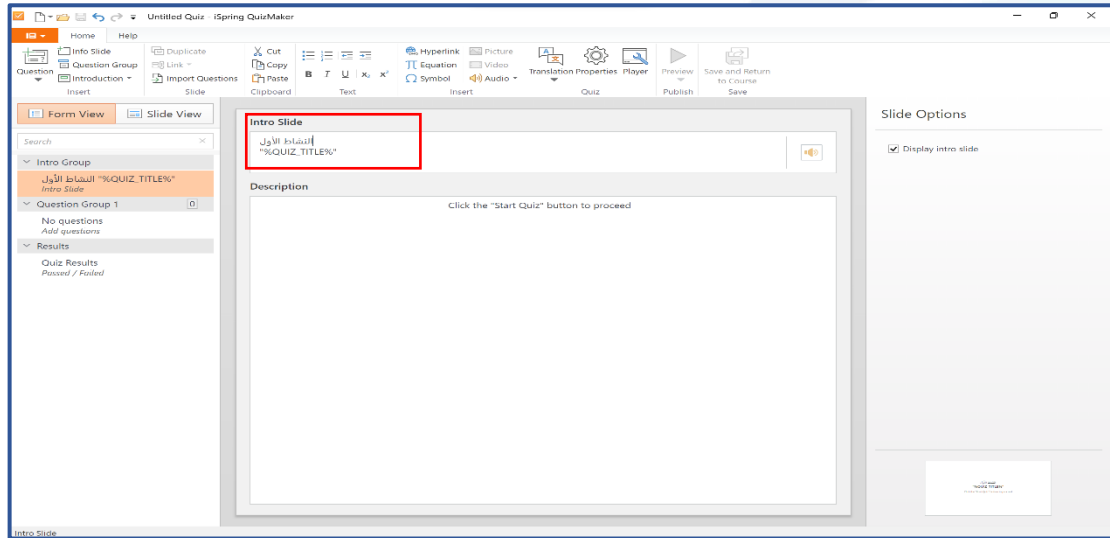 Untitled Quiz - iSpring QuizMaker
Home Help
Question
Info Slide
Question Group
Introduction
Insert
Duplicate
Link
Import Questions
Slide
Cut
Copy
Paste
Clipboard
B I U X₂ X²
Text
Hyperlink Picture
Equation Video
Symbol Audio
Insert
Translation Properties Player
Quiz
Preview
Publish
Save and Return
to Course
Save
Form View Slide View
Search
Intro Group
النشاط الأول "%QUIZ_TITLE%"
Intro Slide
Question Group 1 0
No questions
Add questions
Results
Quiz Results
Passed / Failed
Intro Slide
النشاط الأول
"%QUIZ_TITLE%"
Description
Click the "Start Quiz" button to proceed
Slide Options
Display intro slide
Intro Slide